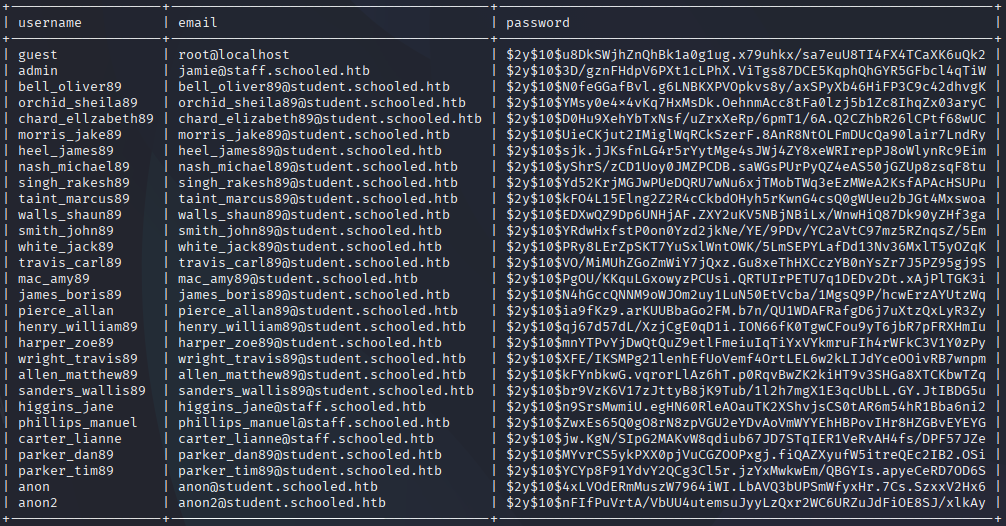 username | email | password
guest | root@localhost | $2y$10$u8DkSWjhZnQhBk1a0g1ug.x79uhkx/sa7euU8TI4FX4TCaXK6uQk2
admin | jamie@staff.schooled.htb | $2y$10$3D/gznFHdpV6PXt1cLPhX.ViTgs87DCE5KqphQhGYR5GFbcl4qTiW
bell_oliver89 | bell_oliver89@student.schooled.htb | $2y$10$N0feGGafBvl.g6LNBKXPVOpkvs8y/axSPyXb46HiFP3C9c42dhvgK
orchid_sheila89 | orchid_sheila89@student.schooled.htb | $2y$10$YMsy0e4x4vKq7HxMsDk.OehnmAcc8tFa0lzj5b1Zc8IhqZx03aryC
chard_ellzabeth89 | chard_elizabeth89@student.schooled.htb | $2y$10$D0Hu9XehYbTxNsf/uZrxXeRp/6pmT1/6A.Q2CZhbR26lCPtf68wUC
morris_jake89 | morris_jake89@student.schooled.htb | $2y$10$UieCKjut2IMiglWqRCkSzerF.8AnR8NtOLFmDUcQa90lair7LndRy
heel_james89 | heel_james89@student.schooled.htb | $2y$10$sjk.jJKsfnLG4r5rYytMge4sJWj4ZY8xeWRIrepPJ8oWlynRc9Eim
nash_michael89 | nash_michael89@student.schooled.htb | $2y$10$yShrS/zCD1Uoy0JMZPCDB.saWGsPUrPyQZ4eAS50jGZUp8zsqF8tu
singh_rakesh89 | singh_rakesh89@student.schooled.htb | $2y$10$Yd52KrjMGJwPUeDQRU7wNu6xjTMobTWq3eEzMWeA2KsfAPAcHSUPu
taint_marcus89 | taint_marcus89@student.schooled.htb | $2y$10$kFO4L15Elng2Z2R4cCkbdOHyh5rKwnG4csQ0gWUeu2bJGt4Mxswoa
walls_shaun89 | walls_shaun89@student.schooled.htb | $2y$10$EDXwQZ9Dp6UNHjAF.ZXY2uKV5NBjNBiLx/WnwHiQ87Dk90yZHf3ga
smith_john89 | smith_john89@student.schooled.htb | $2y$10$YRdwHxfstP0on0Yzd2jkNe/YE/9PDv/YC2aVtC97mz5RZnqsZ/5Em
white_jack89 | white_jack89@student.schooled.htb | $2y$10$PRy8LErZpSKT7YuSxlWntOWK/5LmSEPYLafDd13Nv36MxlT5yOZqK
travis_carl89 | travis_carl89@student.schooled.htb | $2y$10$VO/MiMUhZGoZmWiY7jQxz.Gu8xeThHXCczYB0nYsZr7J5PZ95gj9S
mac_amy89 | mac_amy89@student.schooled.htb | $2y$10$PgOU/KKquLGxowyzPCUsi.QRTUIrPETU7q1DEDv2Dt.xAjPlTGK3i
james_boris89 | james_boris89@student.schooled.htb | $2y$10$N4hGccQNNM9oWJOm2uy1LuN50EtVcba/1MgsQ9P/hcwErzAYUtzWq
pierce_allan | pierce_allan89@student.schooled.htb | $2y$10$ia9fKz9.arKUUBbaGo2FM.b7n/QU1WDAFRafgD6j7uXtzQxLyR3Zy
henry_william89 | henry_william89@student.schooled.htb | $2y$10$qj67d57dL/XzjCgE0qD1i.ION66fK0TgwCFou9yT6jbR7pFRXHmIu
harper_zoe89 | harper_zoe89@student.schooled.htb | $2y$10$mnYTPvYjDwQtQuZ9etlFmeiuIqTiYxVYkmruFIh4rWFkC3V1Y0zPy
wright_travis89 | wright_travis89@student.schooled.htb | $2y$10$XFE/IKSMPg21lenhEfUoVemf4OrtLEL6w2kLIJdYceOOivRB7wnpm
allen_matthew89 | allen_matthew89@student.schooled.htb | $2y$10$kFYnbkwG.vqrorLlAz6hT.p0RqvBwZK2kiHT9v3SHGa8XTCKbwTZq
sanders_wallis89 | sanders_wallis89@student.schooled.htb | $2y$10$br9VzK6V17zJttyB8jK9Tub/1l2h7mgX1E3qcUbLL.GY.JtIBDG5u
higgins_jane | higgins_jane@staff.schooled.htb | $2y$10$n9SrsMwmiU.egHN60RleAOauTK2XShvjsCS0tAR6m54hR1Bba6ni2
phillips_manuel | phillips_manuel@staff.schooled.htb | $2y$10$ZwxEs65Q0gO8rN8zpVGU2eYDvAoVmWYYEhHBPovIHr8HZGBvEYEYG
carter_lianne | carter_lianne@staff.schooled.htb | $2y$10$jw.KgN/SIpG2MAKvW8qdiub67JD7STqIER1VeRvAH4fs/DPF57JZe
parker_dan89 | parker_dan89@student.schooled.htb | $2y$10$MYvrCS5ykPXX0pjVuCGZOOPxgj.fiQAZXyufW5itreQEc2IB2.OSi
parker_tim89 | parker_tim89@student.schooled.htb | $2y$10$YCYp8F91YdvY2QCg3Cl5r.jzYxMwkwEm/QBGYIs.apyeCeRD7OD6S
anon | anon@student.schooled.htb | $2y$10$4xLVOdERmMuszW7964iWI.LbAVQ3bUPSmWfyxHr.7Cs.SzxxV2Hx6
anon2 | anon2@student.schooled.htb | $2y$10$nFIfPuVrtA/VbUU4utemsuJyyLzQxr2WC6URZuJdFiOE8SJ/xlkAy